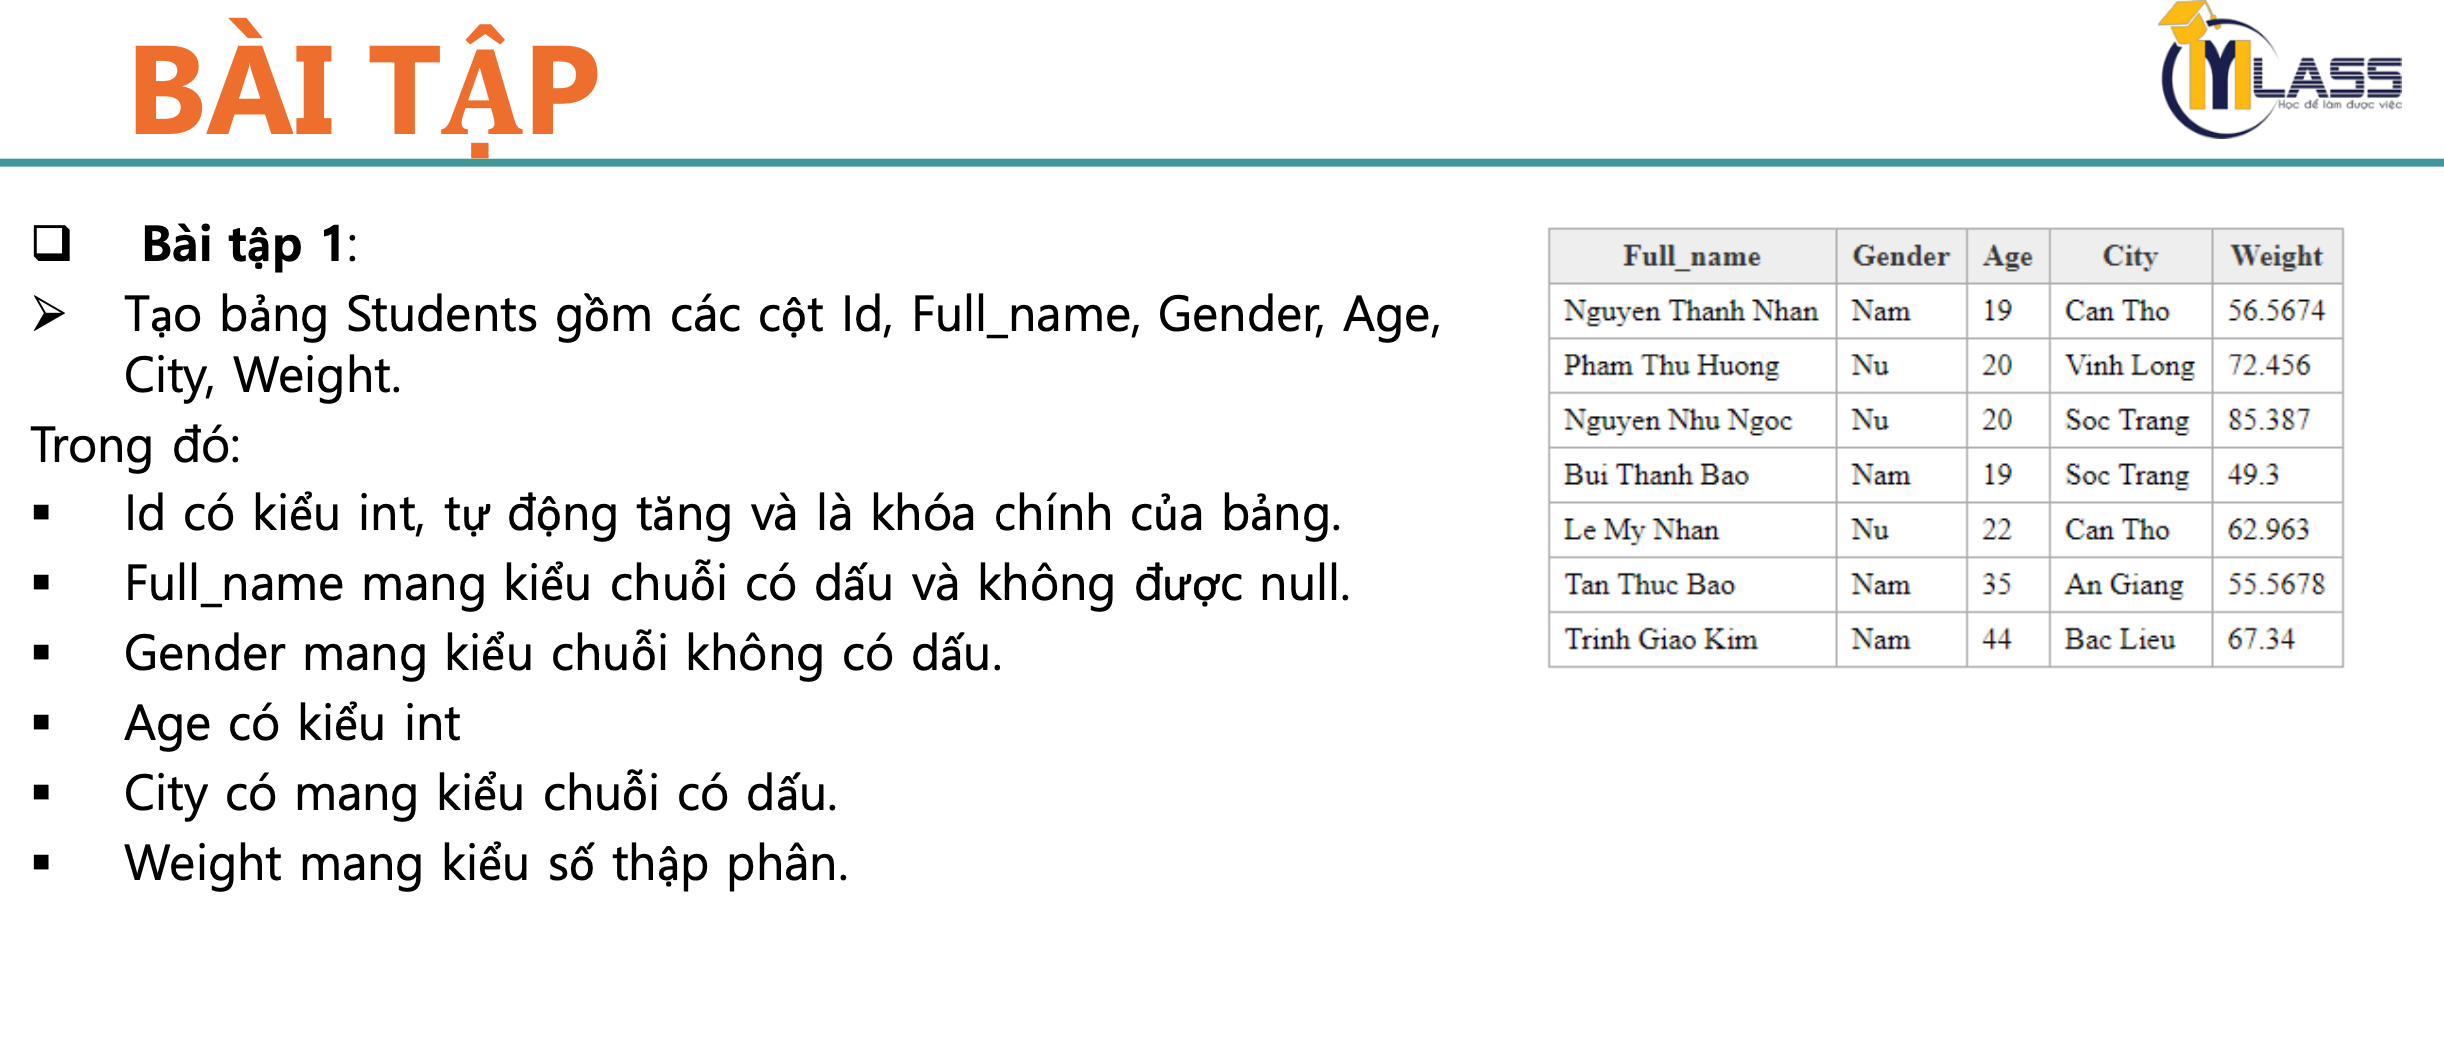 BÀI TẬP
MYCLASS
Học để làm được việc
Bài tập 1:
Tạo bảng Students gồm các cột Id, Full_name, Gender, Age,
City, Weight.
Trong đó:
Id có kiểu int, tự động tăng và là khóa chính của bảng.
Full_name mang kiểu chuỗi có dấu và không được null.
Gender mang kiểu chuỗi không có dấu.
Age có kiểu int
City có mang kiểu chuỗi có dấu.
Weight mang kiểu số thập phân.
Full_name Gender Age City Weight
Nguyen Thanh Nhan Nam 19 Can Tho 56.5674
Pham Thu Huong Nu 20 Vinh Long 72.456
Nguyen Nhu Ngoc Nu 20 Soc Trang 85.387
Bui Thanh Bao Nam 19 Soc Trang 49.3
Le My Nhan Nu 22 Can Tho 62.963
Tan Thuc Bao Nam 35 An Giang 55.5678
Trinh Giao Kim Nam 44 Bac Lieu 67.34